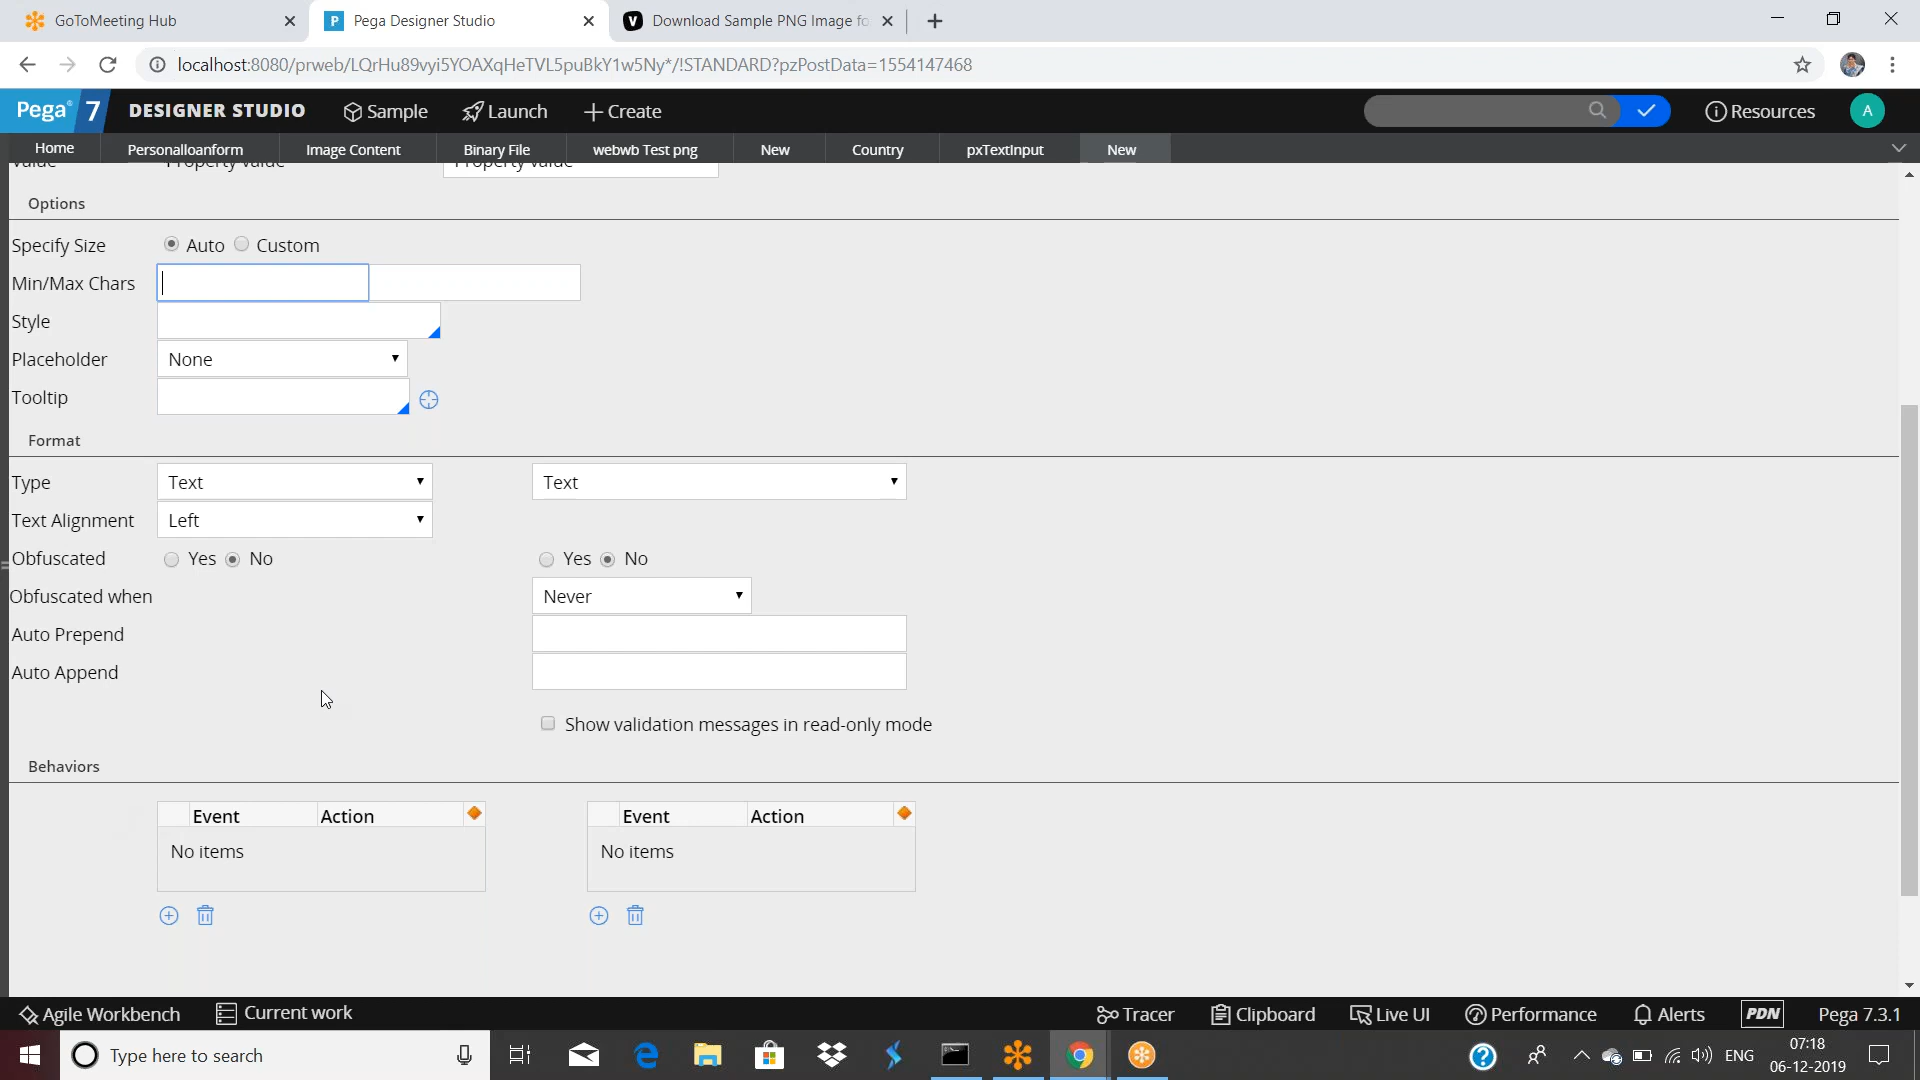 GoToMeeting Hub
Pega Designer Studio
Download Sample PNG Image fo
localhost:8080/prweb/LQrHu89vyi5YOAXqHeTVL5puBkY1w5Ny*/!STANDARD?pzPostData=1554147468
Pega 7 DESIGNER STUDIO Sample Launch Create Resources A
Home Personalloanform Image Content Binary File webwb Test png New Country pxTextInput New
Value Property value Property value
Options
Specify Size Auto Custom
Min/Max Chars
Style
Placeholder None
Tooltip
Format
Type Text Text
Text Alignment Left
Obfuscated Yes No Yes No
Obfuscated when Never
Auto Prepend
Auto Append
Show validation messages in read-only mode
Behaviors
Event Action Event Action
No items No items
Agile Workbench Current work Tracer Clipboard Live UI Performance Alerts PDN Pega 7.3.1
Type here to search ENG 07:18
06-12-2019